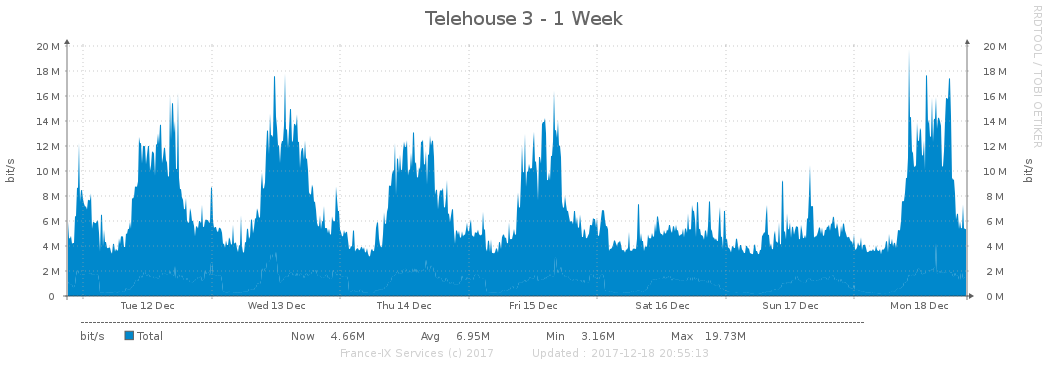 Telehouse 3 - 1 Week
RRDTOOL / TOBI OETIKER
bit/s
20 M
18 M
16 M
14 M
12 M
10 M
8 M
6 M
4 M
2 M
0
20 M
18 M
16 M
14 M
12 M
10 M
8 M
6 M
4 M
2 M
0 M
bit/s
Tue 12 Dec Wed 13 Dec Thu 14 Dec Fri 15 Dec Sat 16 Dec Sun 17 Dec Mon 18 Dec
bit/s Total Now 4.66M Avg 6.95M Min 3.16M Max 19.73M
France-IX Services (c) 2017 Updated : 2017-12-18 20:55:13